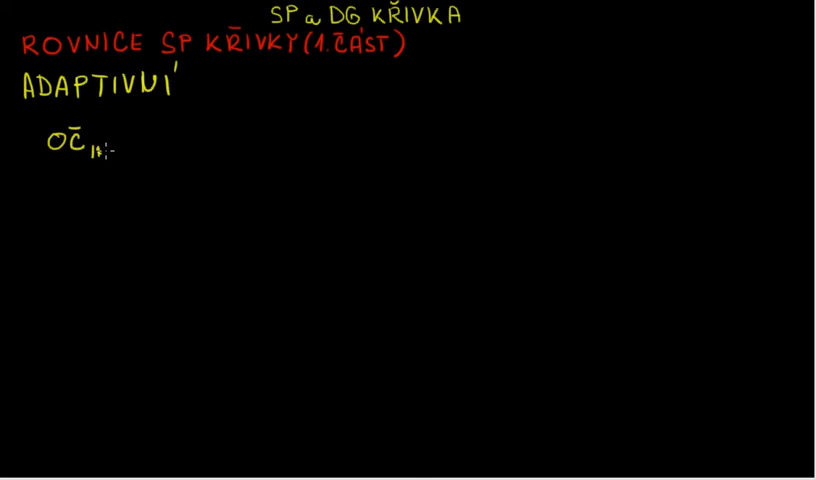 SP a DG KŘIVKA
ROVNICE SP KŘIVKY (1. ČÁST)
ADAPTIVNÍ
OČ